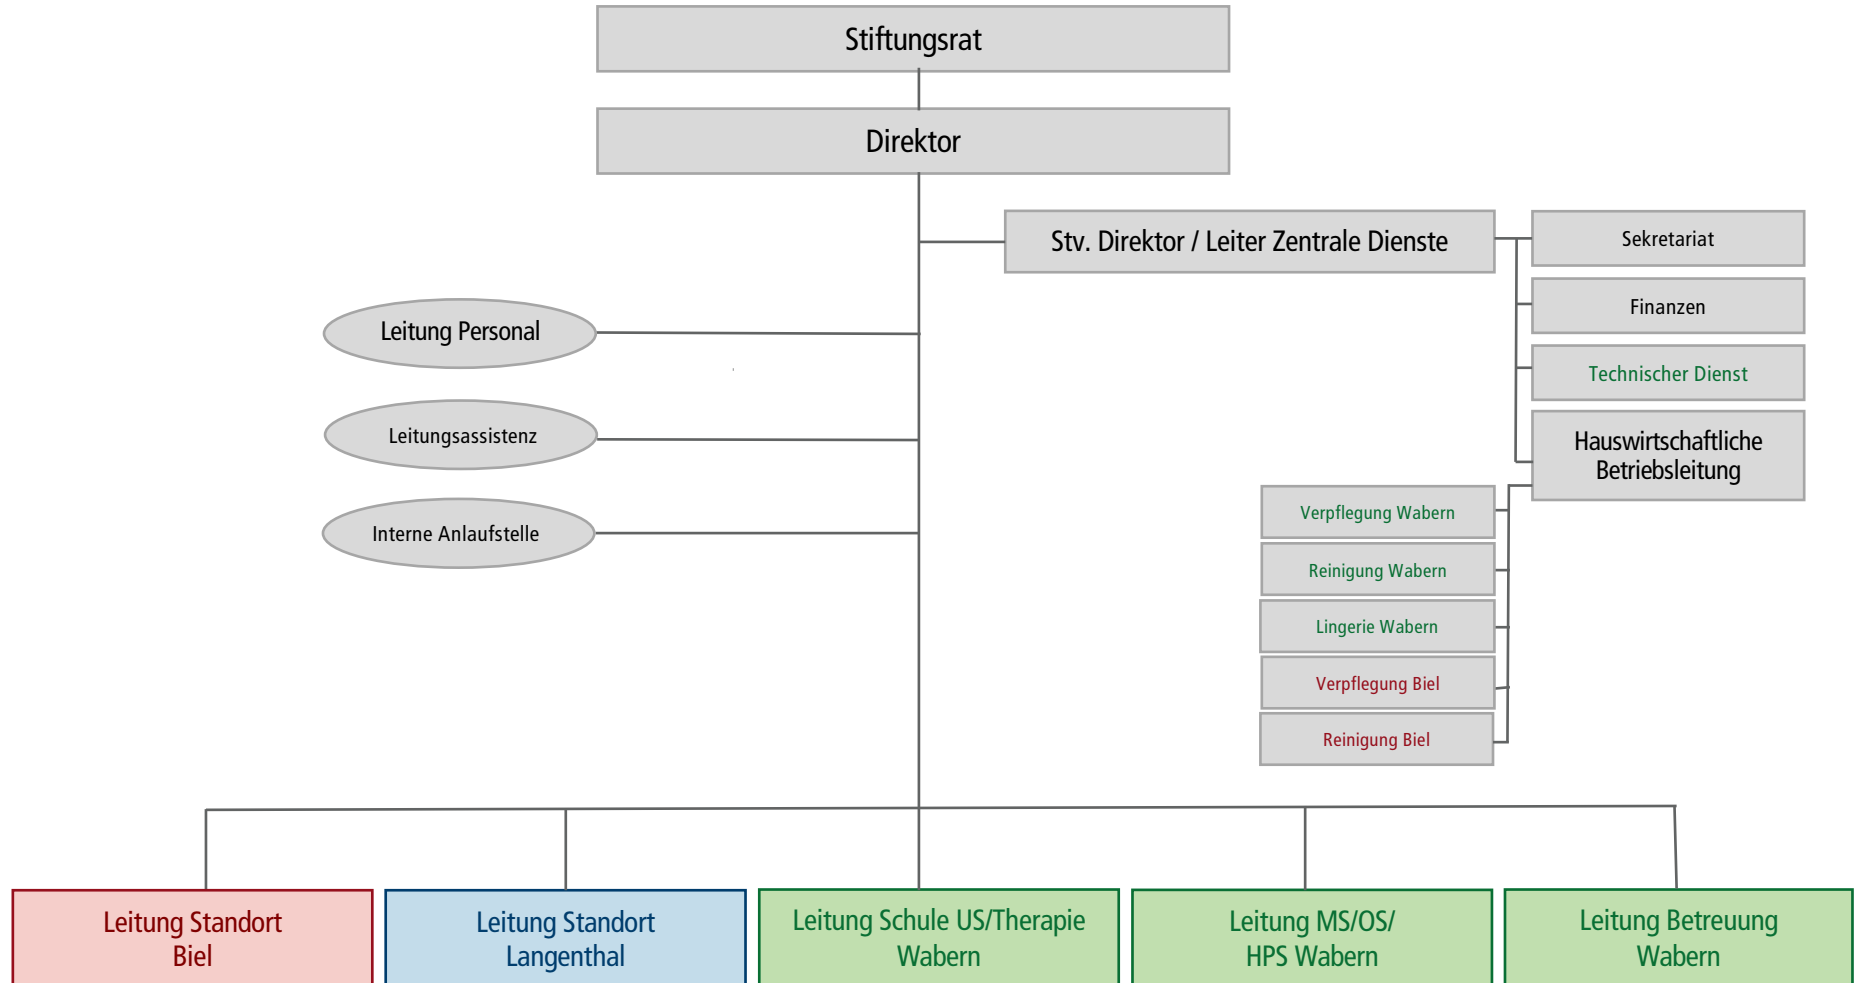 Stiftungsrat
Direktor
Stv. Direktor / Leiter Zentrale Dienste
Sekretariat
Finanzen
Technischer Dienst
Hauswirtschaftliche
Betriebsleitung
Leitung Personal
Leitungsassistenz
Interne Anlaufstelle
Verpflegung Wabern
Reinigung Wabern
Lingerie Wabern
Verpflegung Biel
Reinigung Biel
Leitung Standort
Biel
Leitung Standort
Langenthal
Leitung Schule US/Therapie
Wabern
Leitung MS/OS/
HPS Wabern
Leitung Betreuung
Wabern